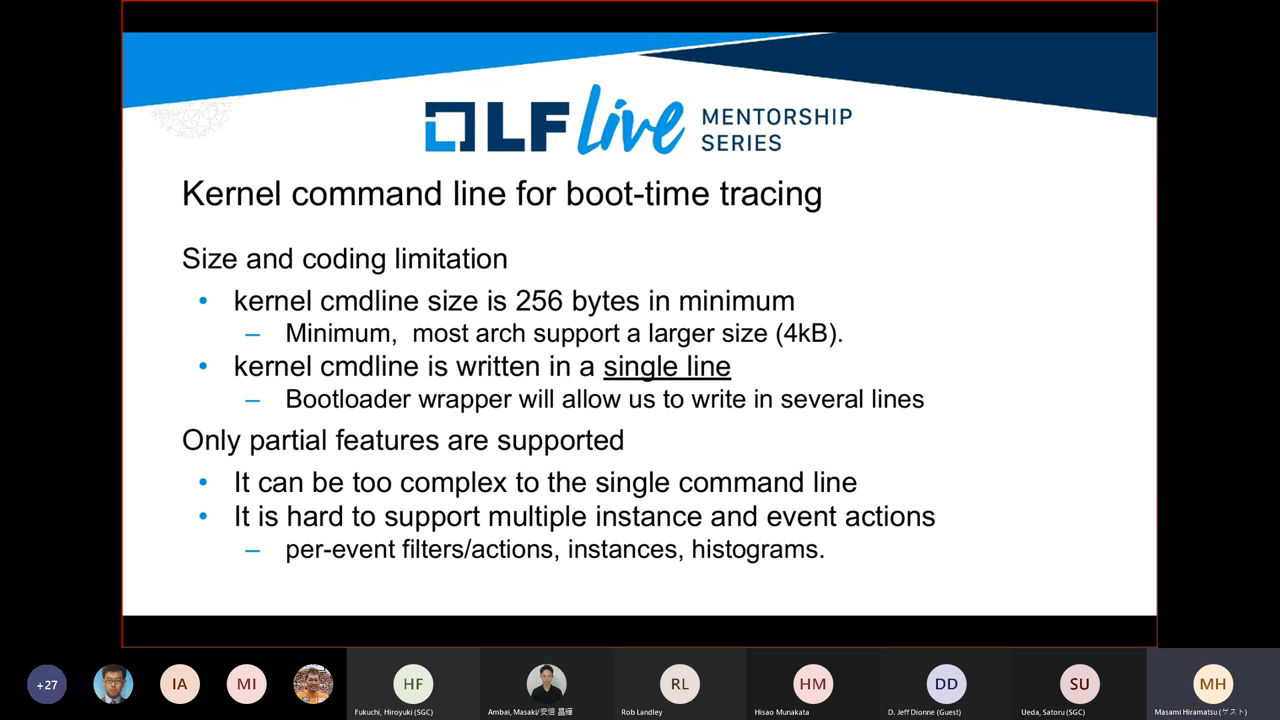 LF Live MENTORSHIP
SERIES
Kernel command line for boot-time tracing
Size and coding limitation
• kernel cmdline size is 256 bytes in minimum
– Minimum,  most arch support a larger size (4kB).
• kernel cmdline is written in a single line
– Bootloader wrapper will allow us to write in several lines
Only partial features are supported
• It can be too complex to the single command line
• It is hard to support multiple instance and event actions
– per-event filters/actions, instances, histograms.
+27
IA
MI
HF
RL
HM
DD
SU
MH
Fukuchi, Hiroyuki (SGC)
Ambai, Masaki/安倍 昌輝
Rob Landley
Hisao Munakata
D. Jeff Dionne (Guest)
Ueda, Satoru (SGC)
Masami Hiramatsu (ゲスト)